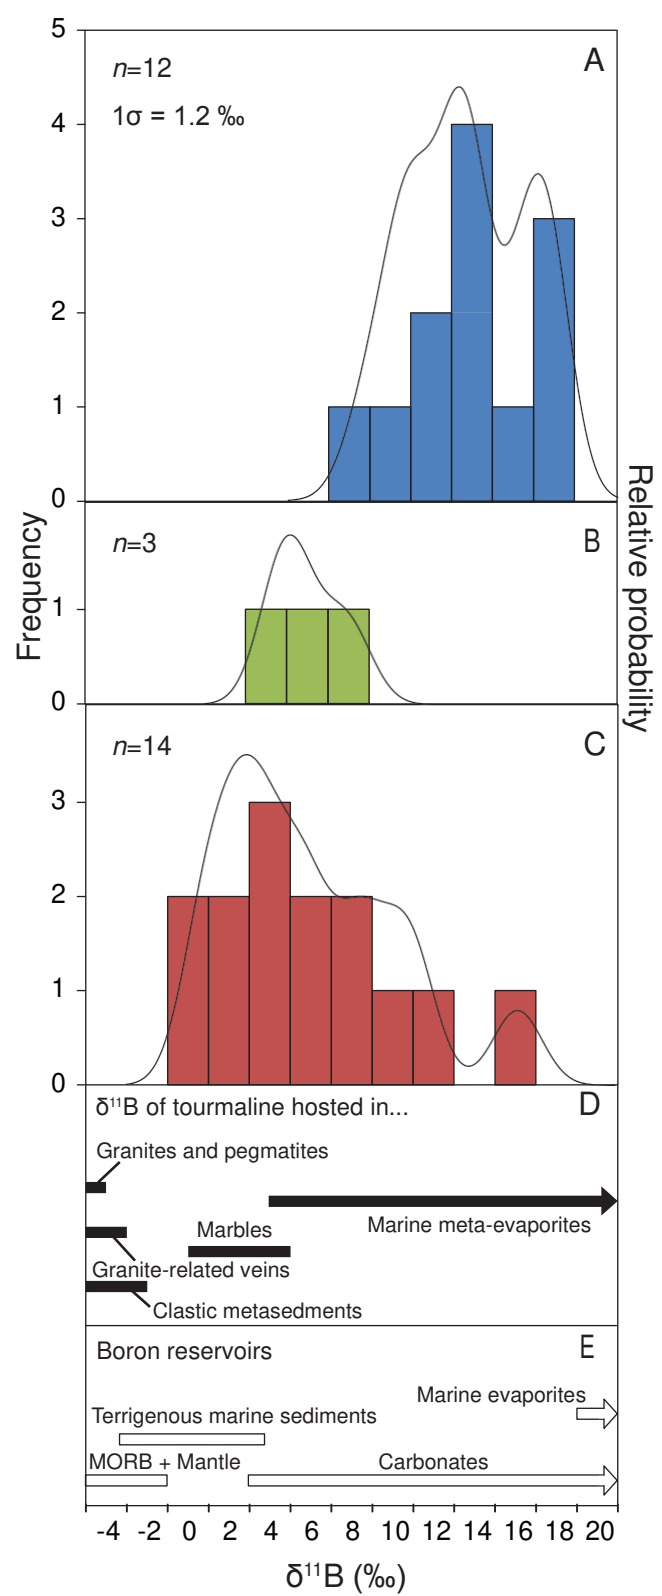 5
A
n=12
1σ = 1.2 ‰
4
3
2
1
0
Frequency
Relative probability
B
n=3
1
0
C
n=14
3
2
1
0
δ¹¹B of tourmaline hosted in...
D
Granites and pegmatites
Marbles
Marine meta-evaporites
Granite-related veins
Clastic metasedments
Boron reservoirs
E
Marine evaporites
Terrigenous marine sediments
MORB + Mantle
Carbonates
-4 -2 0 2 4 6 8 10 12 14 16 18 20
δ¹¹B (‰)